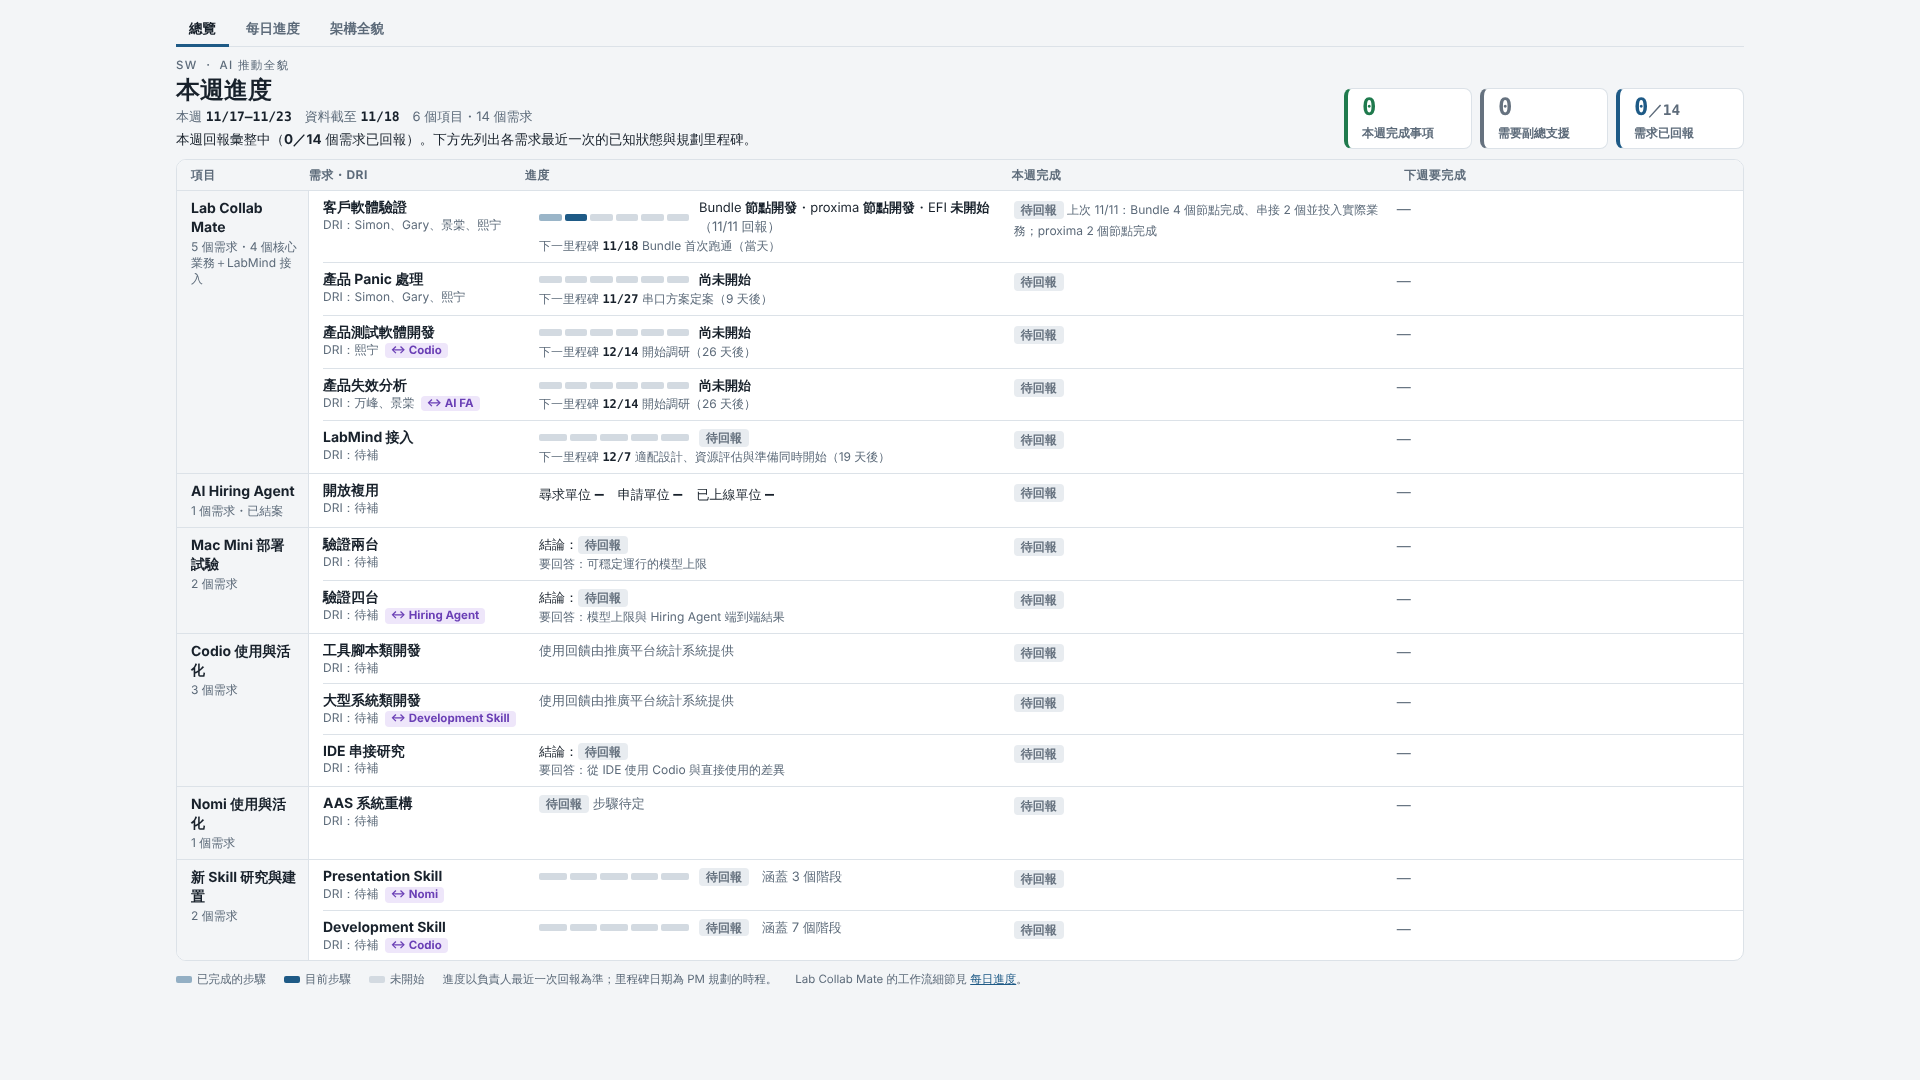 總覽 每日進度 架構全貌
SW · AI 推動全貌
本週進度
本週 11/17–11/23 資料截至 11/18 6 個項目・14 個需求
本週回報彙整中（0／14 個需求已回報）。下方先列出各需求最近一次的已知狀態與規劃里程碑。
0
本週完成事項
0
需要副總支援
0／14
需求已回報
項目 需求・DRI 進度 本週完成 下週要完成
Lab Collab
Mate
5 個需求・4 個核心
業務＋LabMind 接
入
客戶軟體驗證
DRI：Simon、Gary、景棠、熙宁
Bundle 節點開發・proxima 節點開發・EFI 未開始
（11/11 回報）
下一里程碑 11/18 Bundle 首次跑通（當天）
待回報 上次 11/11：Bundle 4 個節點完成、串接 2 個並投入實際業
務；proxima 2 個節點完成
—
產品 Panic 處理
DRI：Simon、Gary、熙宁
尚未開始
下一里程碑 11/27 串口方案定案（9 天後）
待回報
—
產品測試軟體開發
DRI：熙宁 ↔ Codio
尚未開始
下一里程碑 12/14 開始調研（26 天後）
待回報
—
產品失效分析
DRI：万峰、景棠 ↔ AI FA
尚未開始
下一里程碑 12/14 開始調研（26 天後）
待回報
—
LabMind 接入
DRI：待補
待回報
下一里程碑 12/7 適配設計、資源評估與準備同時開始（19 天後）
待回報
—
AI Hiring Agent
1 個需求・已結案
開放複用
DRI：待補
尋求單位 — 申請單位 — 已上線單位 —
待回報
—
Mac Mini 部署
試驗
2 個需求
驗證兩台
DRI：待補
結論：待回報
要回答：可穩定運行的模型上限
待回報
—
驗證四台
DRI：待補 ↔ Hiring Agent
結論：待回報
要回答：模型上限與 Hiring Agent 端到端結果
待回報
—
Codio 使用與活
化
3 個需求
工具腳本類開發
DRI：待補
使用回饋由推廣平台統計系統提供
待回報
—
大型系統類開發
DRI：待補 ↔ Development Skill
使用回饋由推廣平台統計系統提供
待回報
—
IDE 串接研究
DRI：待補
結論：待回報
要回答：從 IDE 使用 Codio 與直接使用的差異
待回報
—
Nomi 使用與活
化
1 個需求
AAS 系統重構
DRI：待補
待回報 步驟待定
待回報
—
新 Skill 研究與建
置
2 個需求
Presentation Skill
DRI：待補 ↔ Nomi
待回報 涵蓋 3 個階段
待回報
—
Development Skill
DRI：待補 ↔ Codio
待回報 涵蓋 7 個階段
待回報
—
已完成的步驟 目前步驟 未開始 進度以負責人最近一次回報為準；里程碑日期為 PM 規劃的時程。 Lab Collab Mate 的工作流細節見 每日進度。